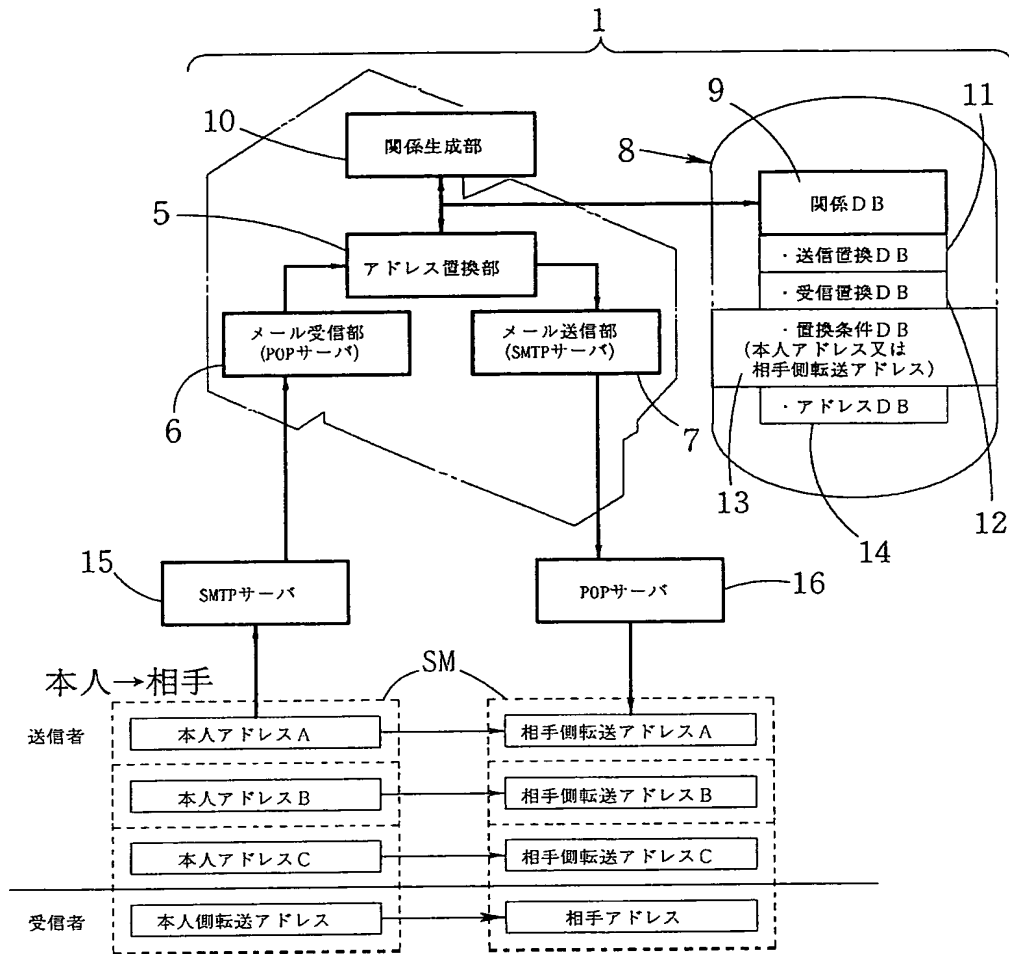 1
10
関係生成部
9
11
8
関係DB
5
アドレス置換部
・送信置換DB
・受信置換DB
メール受信部
(POPサーバ)
メール送信部
(SMTPサーバ)
・置換条件DB
(本人アドレス又は
相手側転送アドレス)
・アドレスDB
6
7
13
12
14
15
SMTPサーバ
POPサーバ
16
本人→相手
SM
送信者
本人アドレスA
相手側転送アドレスA
本人アドレスB
相手側転送アドレスB
本人アドレスC
相手側転送アドレスC
受信者
本人側転送アドレス
相手アドレス